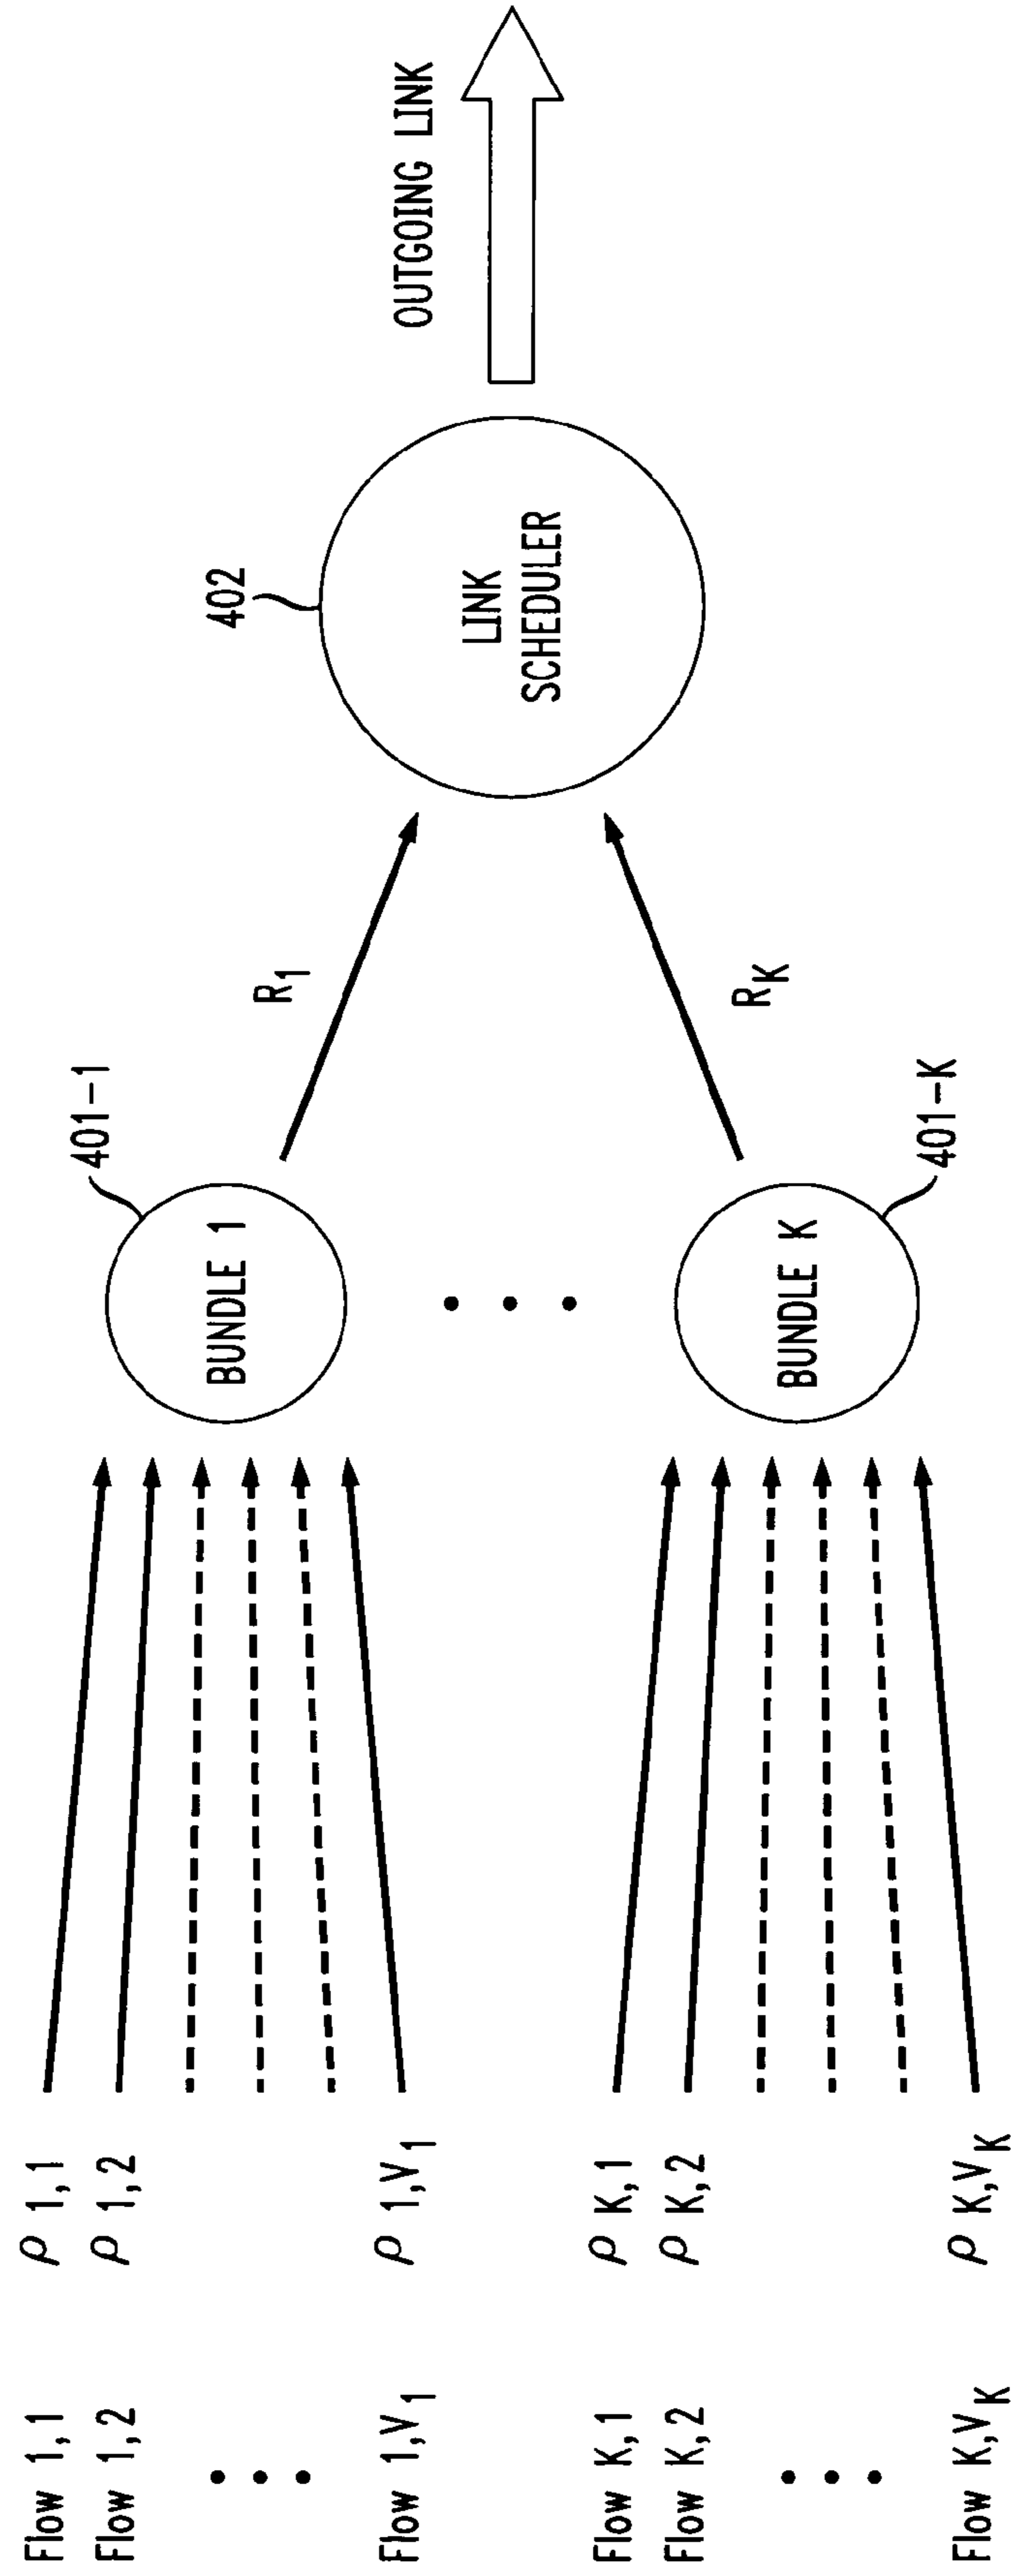 Flow 1,1 ρ 1,1
Flow 1,2 ρ 1,2
Flow 1,V1 ρ 1,V1
Flow K,1 ρ K,1
Flow K,2 ρ K,2
Flow K,VK ρ K,VK
401-1
BUNDLE 1
BUNDLE K
401-K
R1
RK
402
LINK
SCHEDULER
OUTGOING LINK